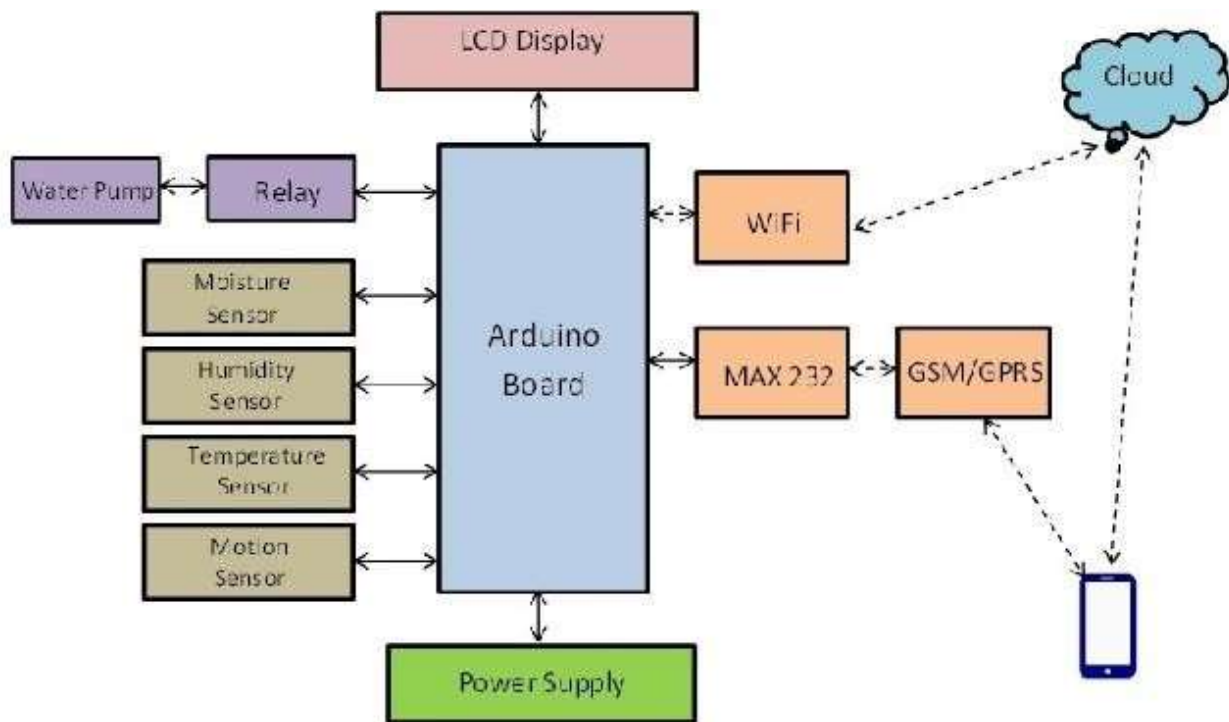 LCD Display
Cloud
Water Pump
Relay
WiFi
Moisture
Sensor
Humidity
Sensor
Temperature
Sensor
Motion
Sensor
Arduino
Board
MAX 232
GSM/GPRS
Power Supply